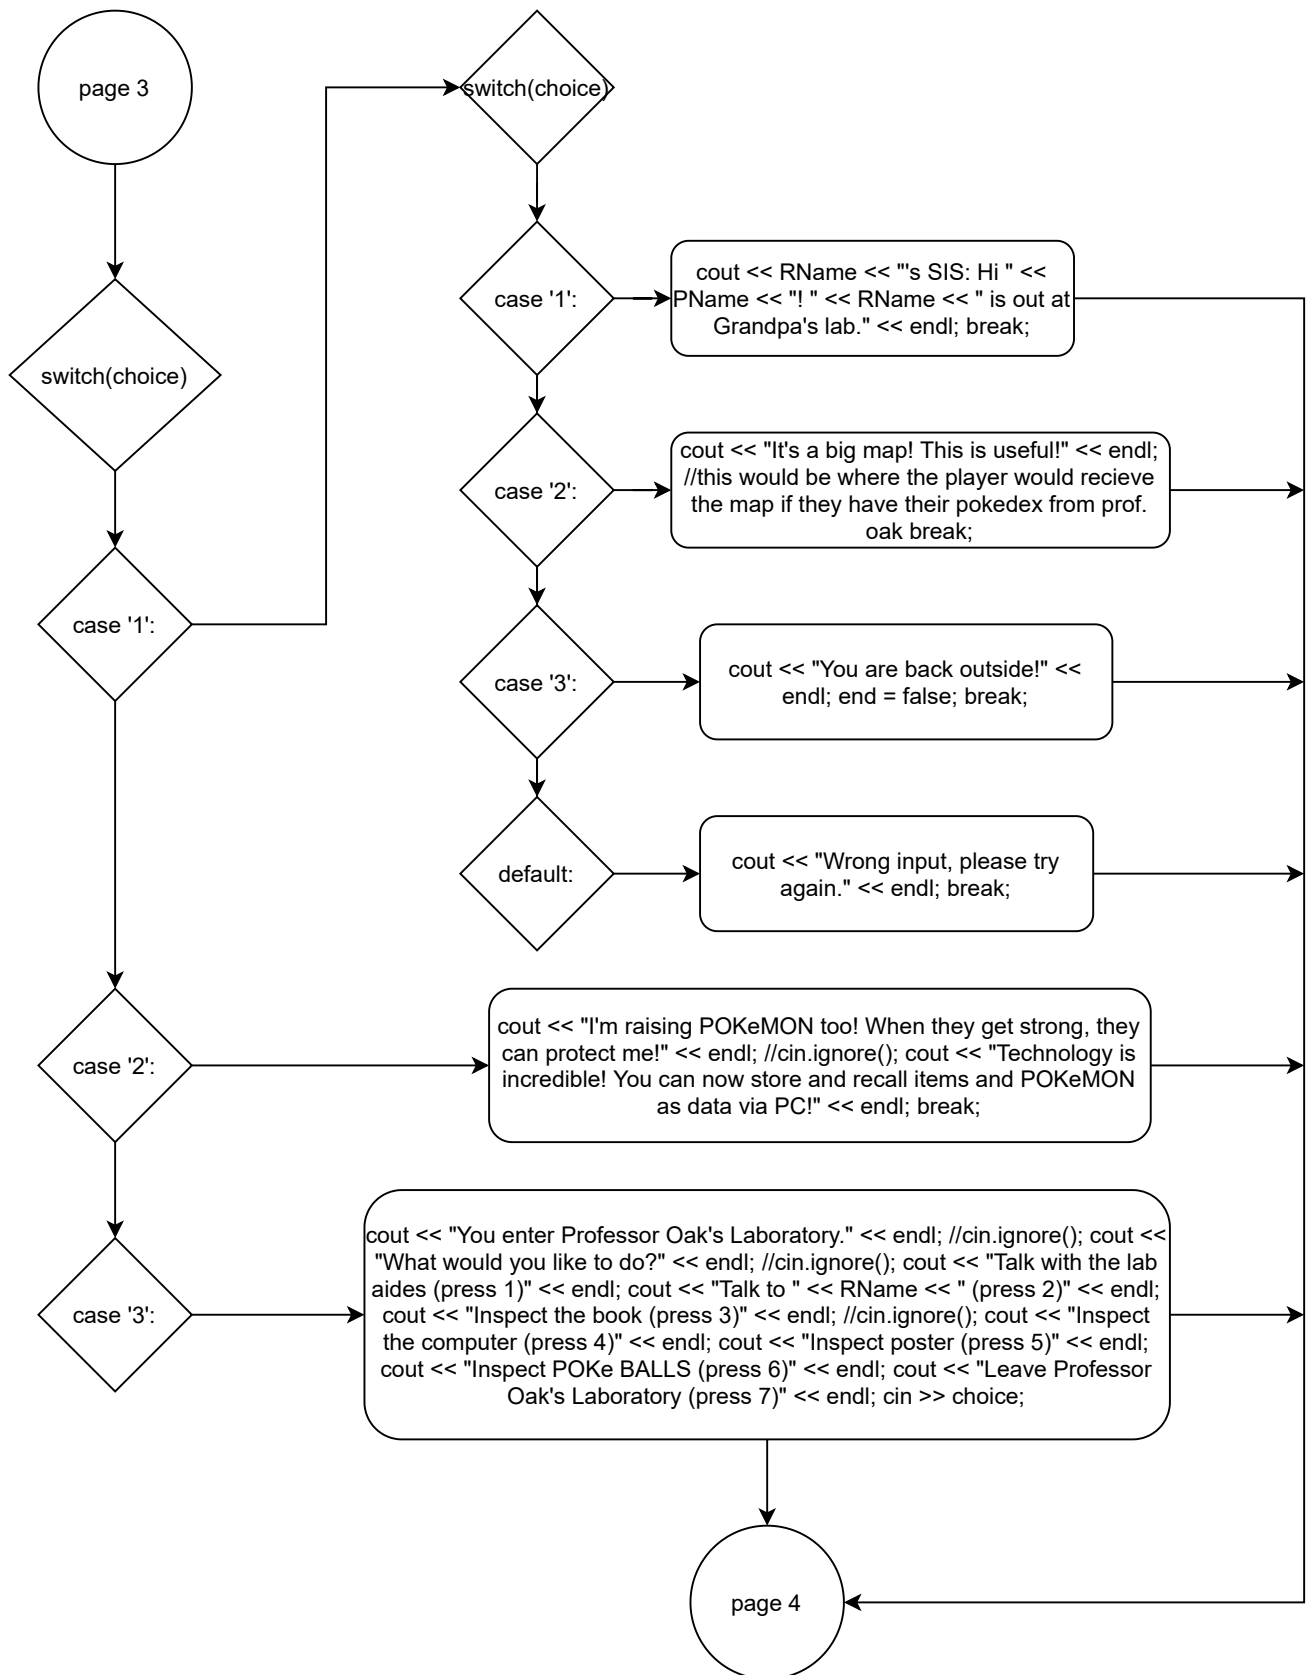 page 3
switch(choice)
case '1':
switch(choice)
case '1':
cout << RName << "'s SIS: Hi " <<
PName << "! " << RName << " is out at
Grandpa's lab." << endl; break;
case '2':
cout << "It's a big map! This is useful!" << endl;
//this would be where the player would recieve
the map if they have their pokedex from prof.
oak break;
case '3':
cout << "You are back outside!" <<
endl; end = false; break;
default:
cout << "Wrong input, please try
again." << endl; break;
case '2':
cout << "I'm raising POKeMON too! When they get strong, they
can protect me!" << endl; //cin.ignore(); cout << "Technology is
incredible! You can now store and recall items and POKeMON
as data via PC!" << endl; break;
case '3':
cout << "You enter Professor Oak's Laboratory." << endl; //cin.ignore(); cout <<
"What would you like to do?" << endl; //cin.ignore(); cout << "Talk with the lab
aides (press 1)" << endl; cout << "Talk to " << RName << " (press 2)" << endl;
cout << "Inspect the book (press 3)" << endl; //cin.ignore(); cout << "Inspect
the computer (press 4)" << endl; cout << "Inspect poster (press 5)" << endl;
cout << "Inspect POKe BALLS (press 6)" << endl; cout << "Leave Professor
Oak's Laboratory (press 7)" << endl; cin >> choice;
page 4